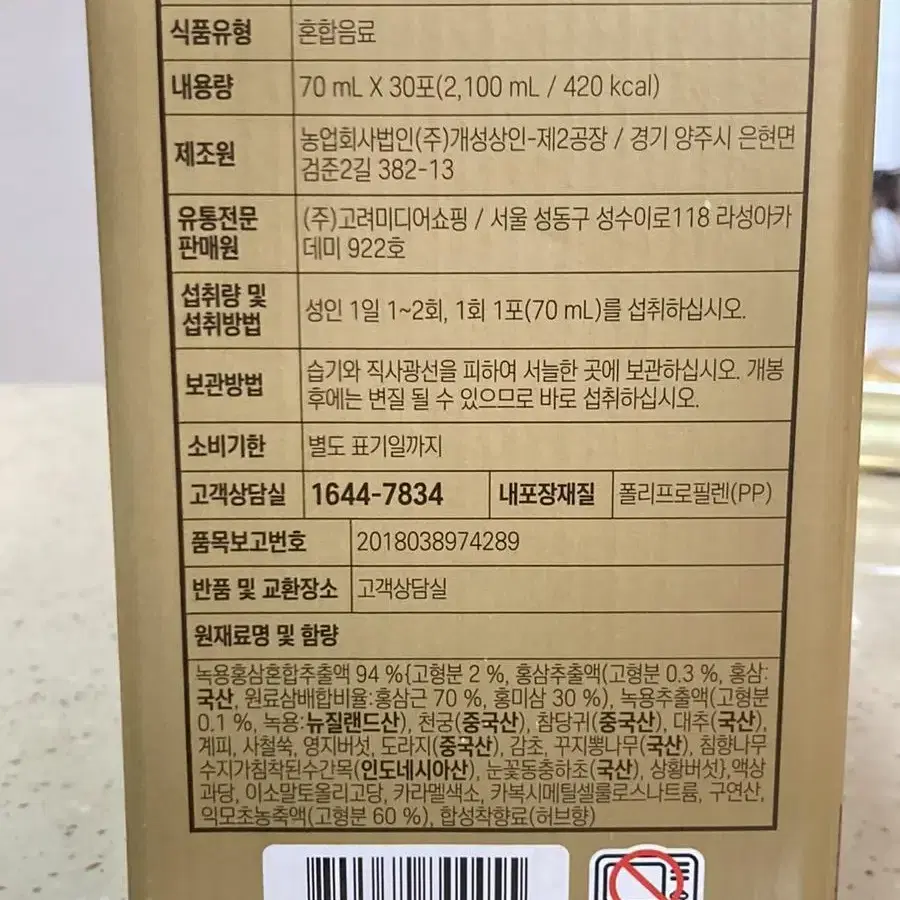 식품유형 혼합음료
내용량 70 mL X 30포(2,100 mL / 420 kcal)
제조원 농업회사법인(주)개성상인-제2공장 / 경기 양주시 은현면
검준2길 382-13
유통전문
판매원
(주)고려미디어쇼핑 / 서울 성동구 성수이로118 라성아카
데미 922호
섭취량 및
섭취방법
성인 1일 1~2회, 1회 1포(70 mL)를 섭취하십시오.
보관방법 습기와 직사광선을 피하여 서늘한 곳에 보관하십시오. 개봉
후에는 변질 될 수 있으므로 바로 섭취하십시오.
소비기한 별도 표기일까지
고객상담실 1644-7834 내포장재질 폴리프로필렌(PP)
품목보고번호 2018038974289
반품 및 교환장소 고객상담실
원재료명 및 함량
녹용홍삼혼합추출액 94 %{고형분 2 %, 홍삼추출액(고형분 0.3 %, 홍삼:
국산, 원료삼배합비율:홍삼근 70 %, 홍미삼 30 %), 녹용추출액(고형분
0.1 %, 녹용:뉴질랜드산), 천궁(중국산), 참당귀(중국산), 대추(국산),
계피, 사철쑥, 영지버섯, 도라지(중국산), 감초, 꾸지뽕나무(국산), 침향나무
수지가침착된수간목(인도네시아산), 눈꽃동충하초(국산), 상황버섯}, 액상
과당, 이소말토올리고당, 카라멜색소, 카복시메틸셀룰로스나트륨, 구연산,
익모초농축액(고형분 60 %), 합성착향료(허브향)